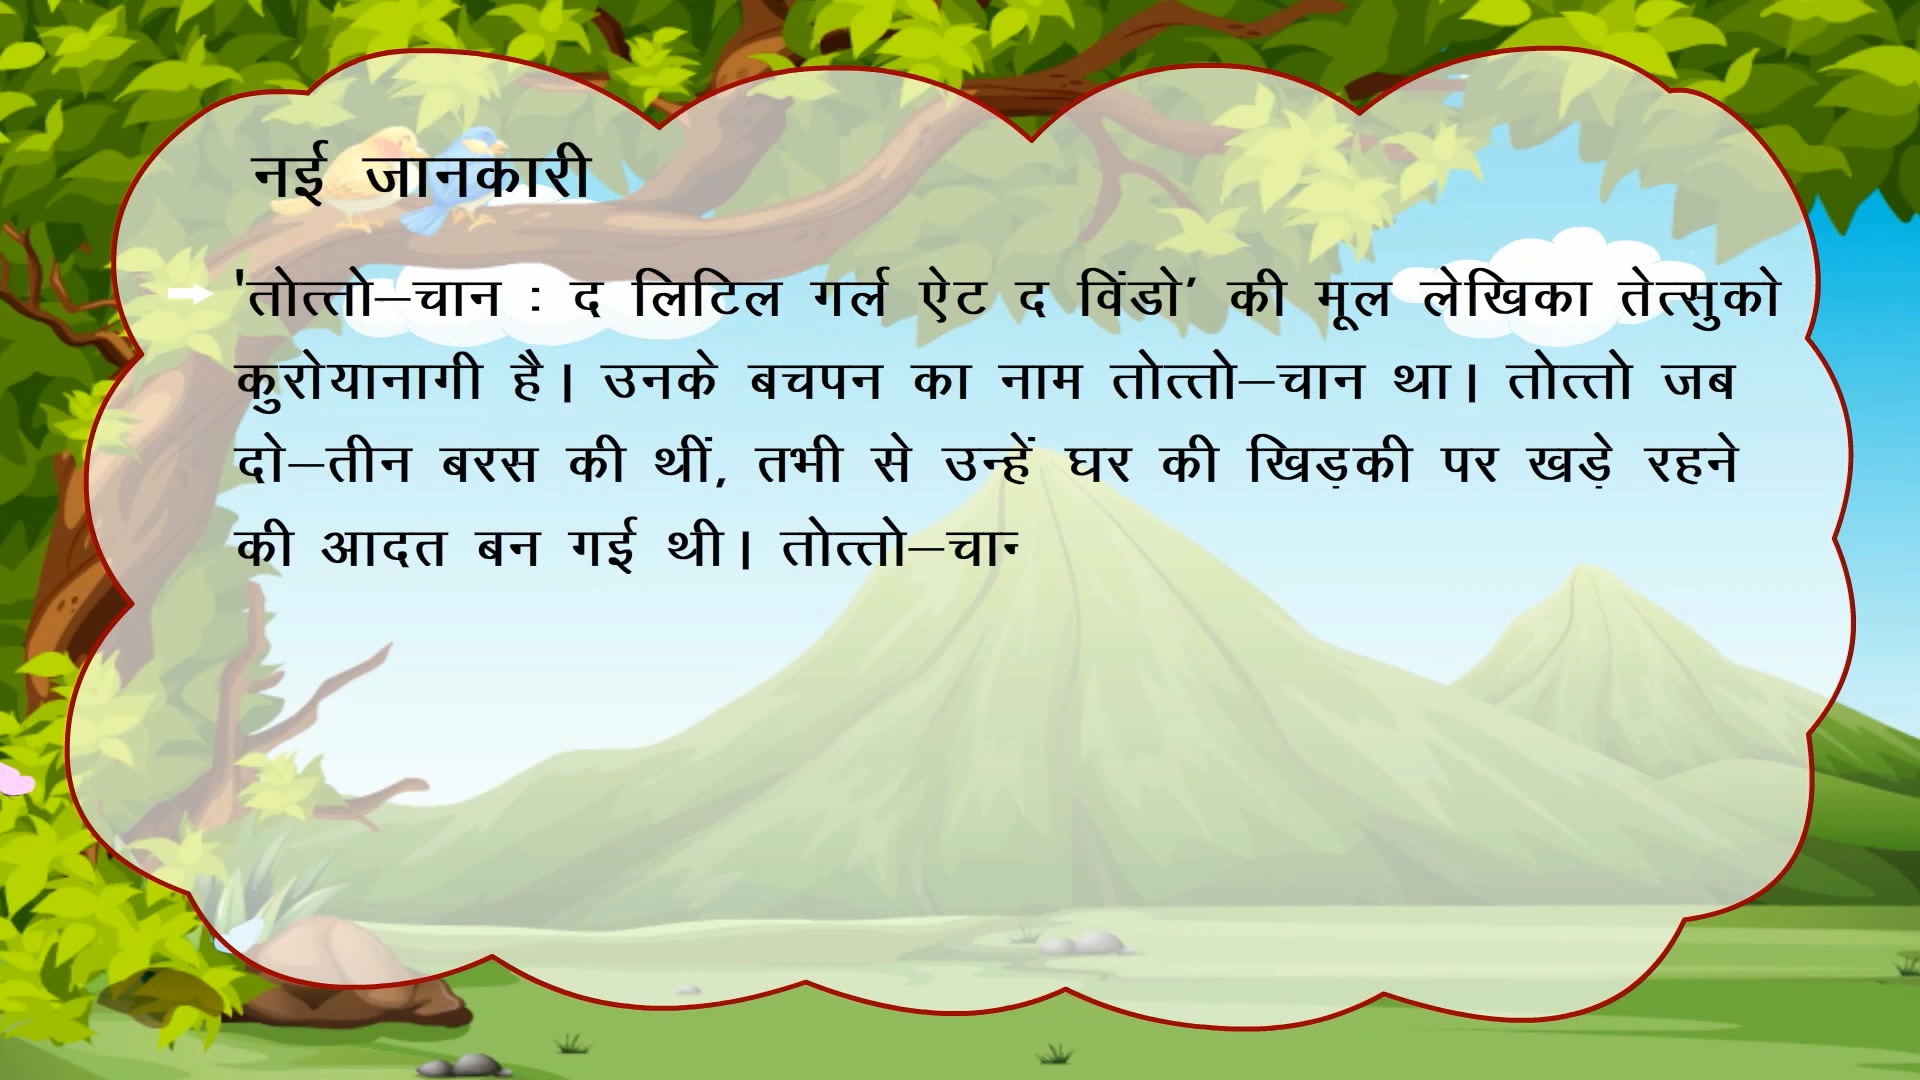 नई जानकारी
'तोत्तो–चान : द लिटिल गर्ल ऐट द विंडो' की मूल लेखिका तेत्सुको
कुरोयानागी है। उनके बचपन का नाम तोत्तो–चान था। तोत्तो जब
दो–तीन बरस की थीं, तभी से उन्हें घर की खिड़की पर खड़े रहने
की आदत बन गई थी। तोत्तो–चान